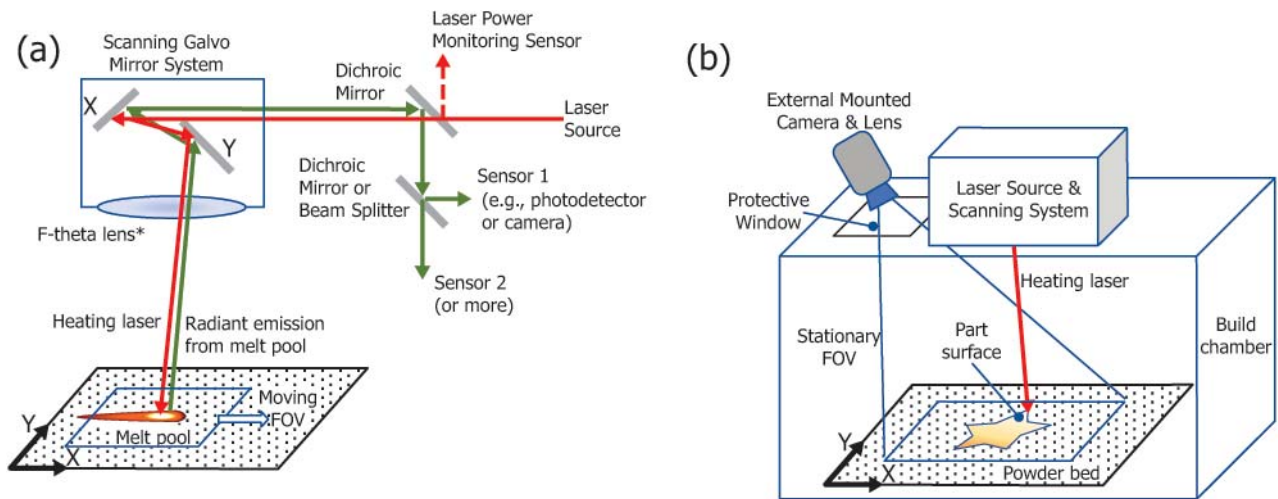 (a)
Scanning Galvo
Mirror System
X
Y
F-theta lens*
Laser Power
Monitoring Sensor
Dichroic
Mirror
Laser
Source
Dichroic
Mirror or
Beam Splitter
Sensor 1
(e.g., photodetector
or camera)
Sensor 2
(or more)
Heating laser
Radiant emission
from melt pool
Moving
FOV
Melt pool
Y
X
(b)
External Mounted
Camera & Lens
Protective
Window
Laser Source &
Scanning System
Heating laser
Stationary
FOV
Part
surface
Build
chamber
Y
X
Powder bed